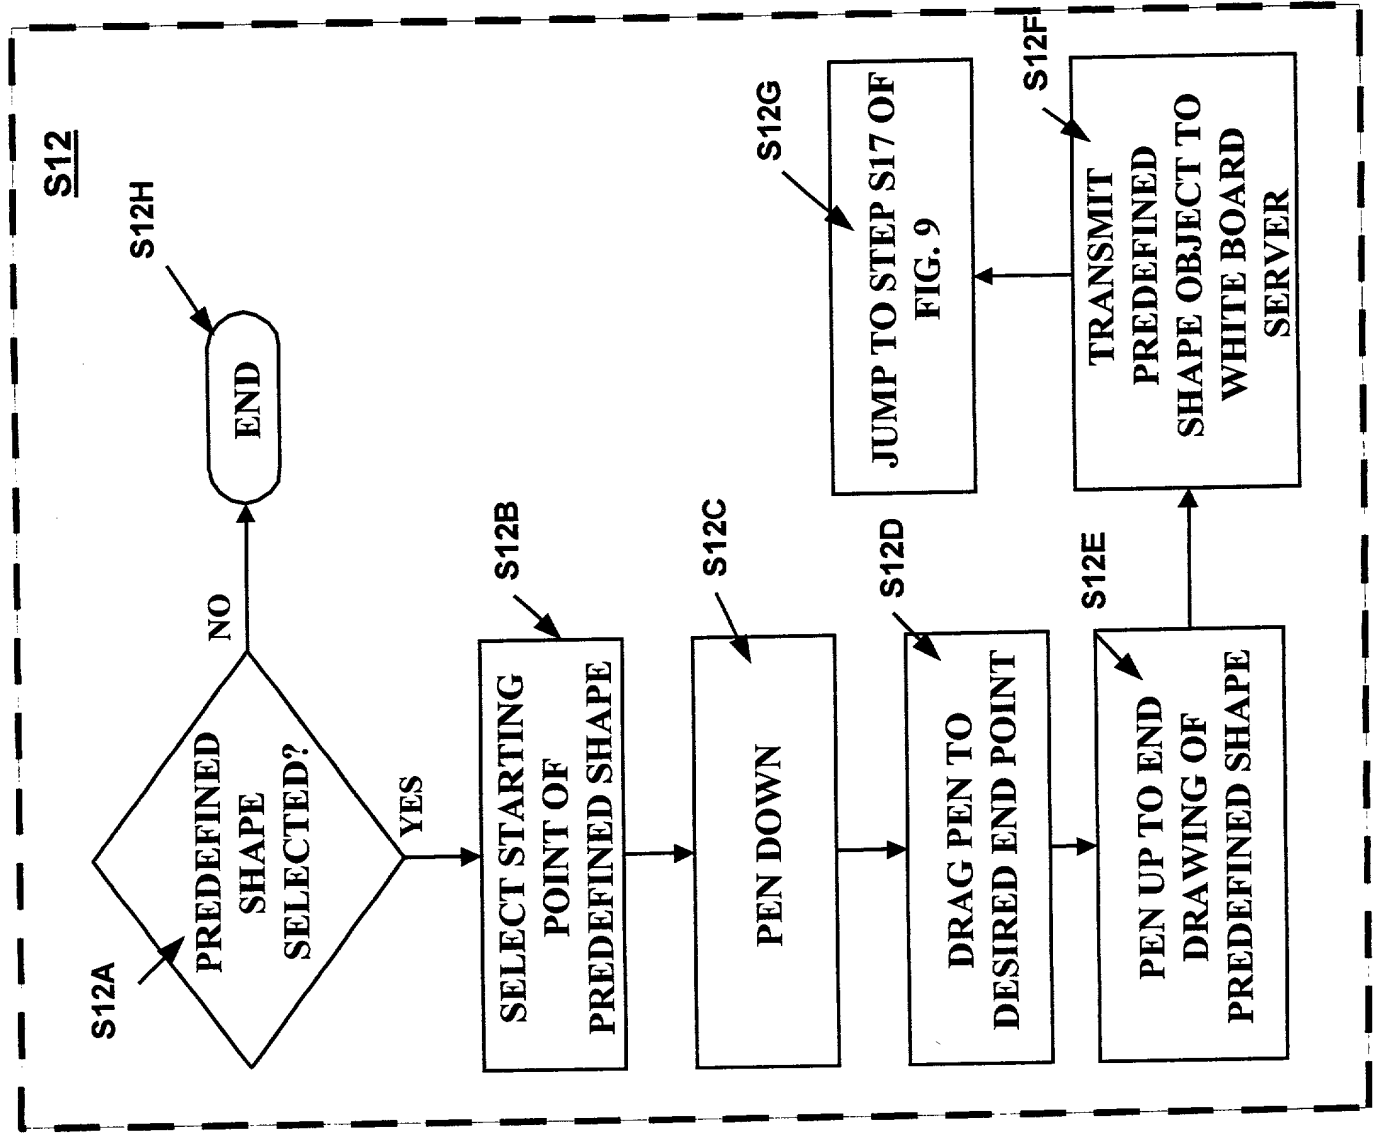 S12
S12A
PREDEFINED
SHAPE
SELECTED?
NO
END
S12H
YES
SELECT STARTING
POINT OF
PREDEFINED SHAPE
S12B
PEN DOWN
S12C
DRAG PEN TO
DESIRED END POINT
S12D
PEN UP TO END
DRAWING OF
PREDEFINED SHAPE
S12E
TRANSMIT
PREDEFINED
SHAPE OBJECT TO
WHITE BOARD
SERVER
S12F
JUMP TO STEP S17 OF
FIG. 9
S12G